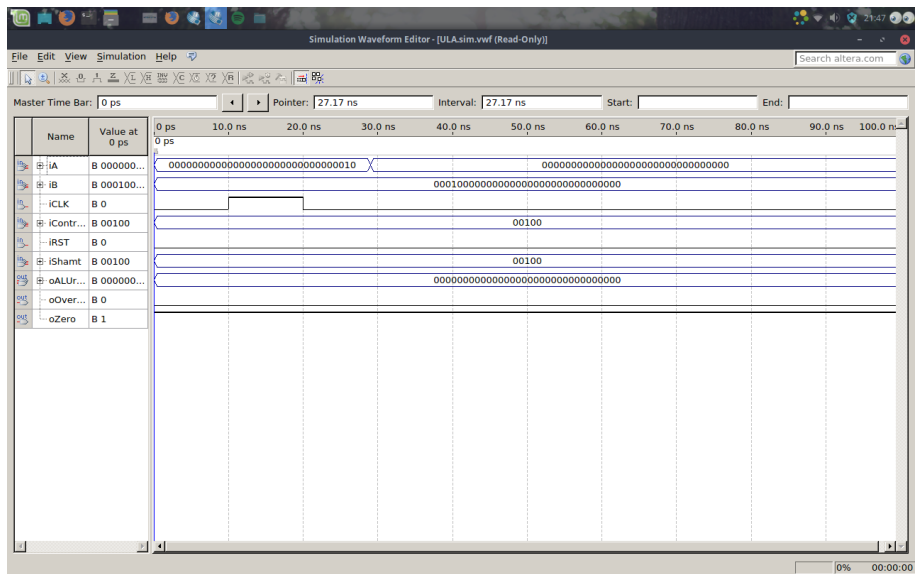 21:47
Simulation Waveform Editor - [ULA.sim.vwf (Read-Only)]
File Edit View Simulation Help
Search altera.com
Master Time Bar: 0 ps Pointer: 27.17 ns Interval: 27.17 ns Start: End:
Name Value at 0 ps
0 ps 10.0 ns 20.0 ns 30.0 ns 40.0 ns 50.0 ns 60.0 ns 70.0 ns 80.0 ns 90.0 ns 100.0 ns
0 ps
iA B 000000... 00000000000000000000000000000010 00000000000000000000000000000000
iB B 000100... 00010000000000000000000000000000
iCLK B 0
iContr... B 00100 00100
iRST B 0
iShamt B 00100 00100
oALUr... B 000000... 00000000000000000000000000000000
oOver... B 0
oZero B 1
0% 00:00:00